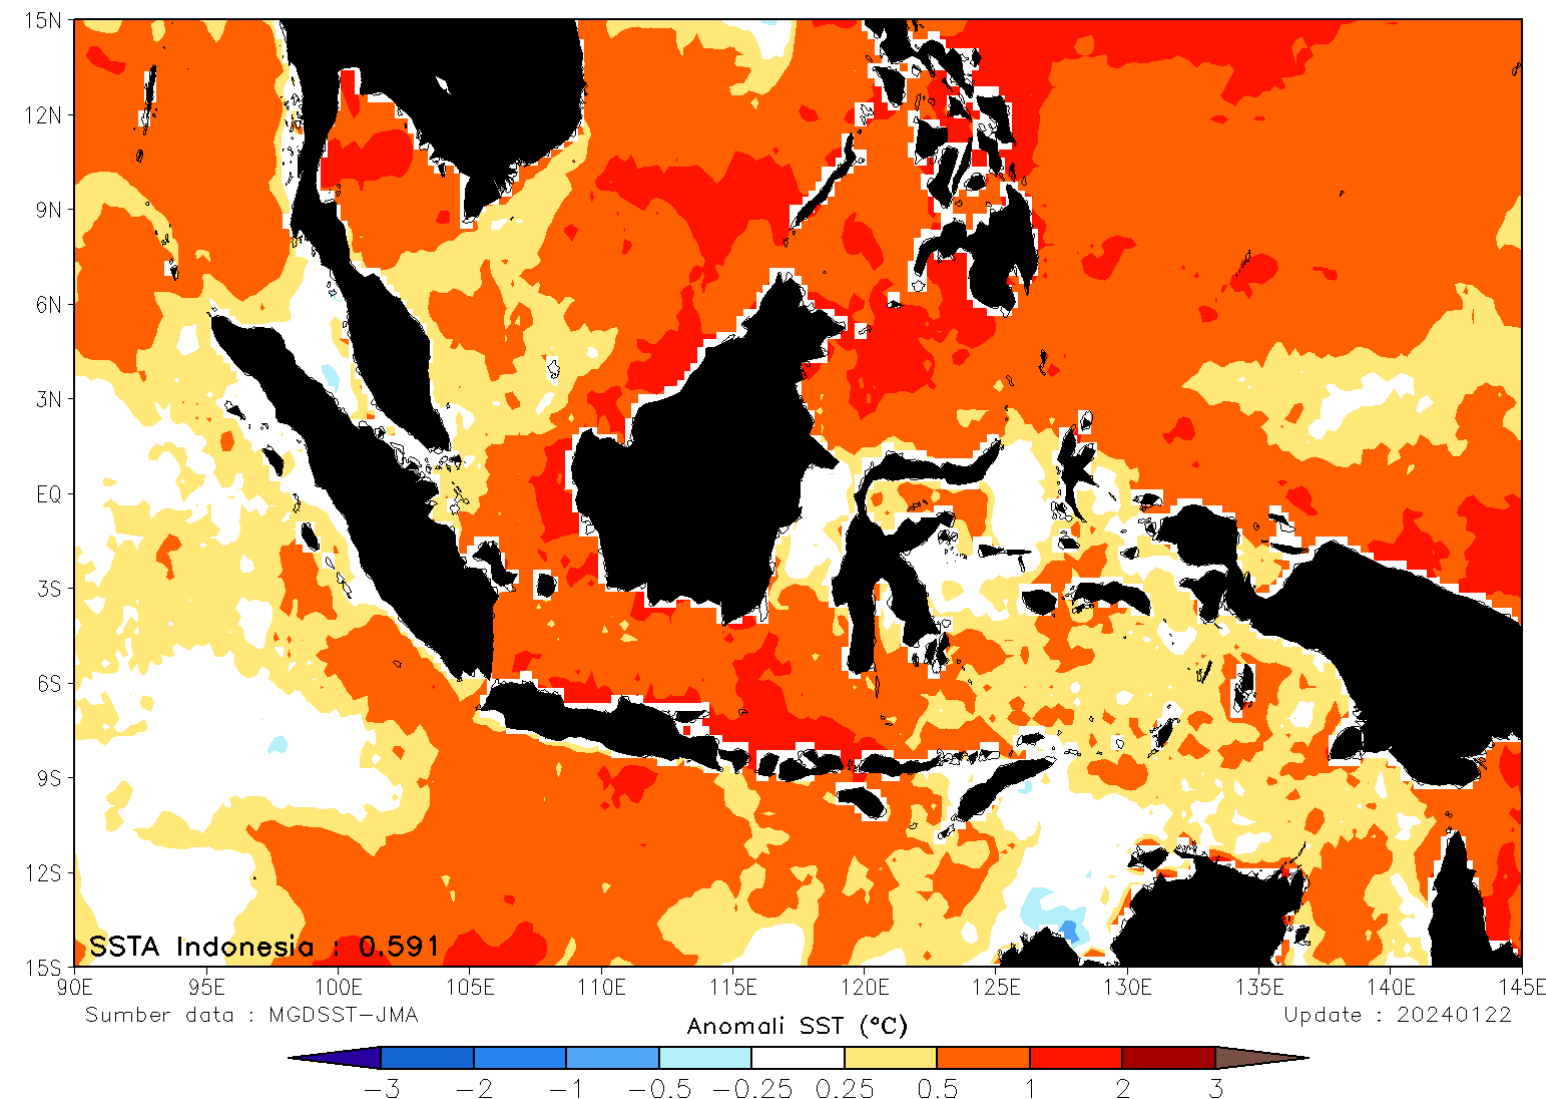 15N
12N
9N
6N
3N
EQ
3S
6S
9S
12S
15S
SSTA Indonesia : 0.591
90E 95E 100E 105E 110E 115E 120E 125E 130E 135E 140E 145E
Sumber data : MGDSST-JMA
Update : 20240122
Anomali SST (°C)
-3 -2 -1 -0.5 -0.25 0.25 0.5 1 2 3